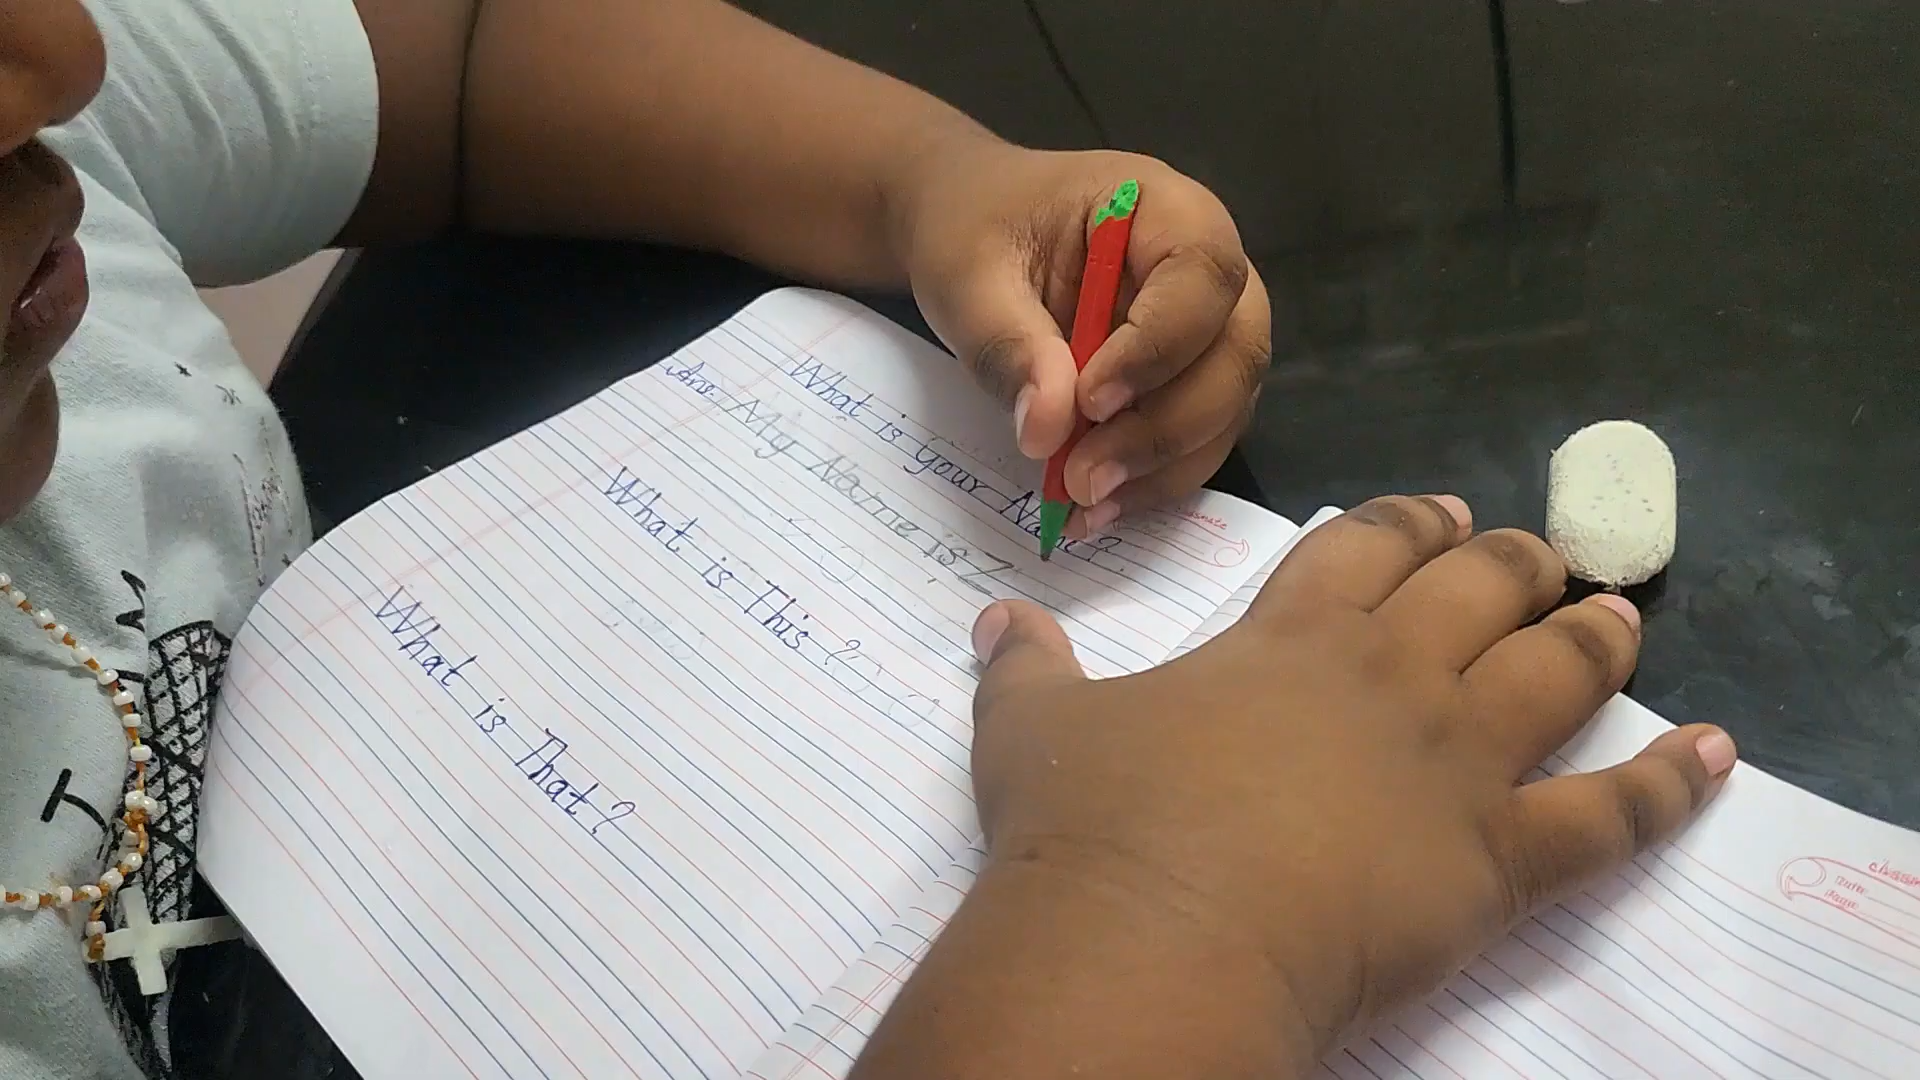 What is Your Name?
Ans. My Name is Z
What is This?
What is That?